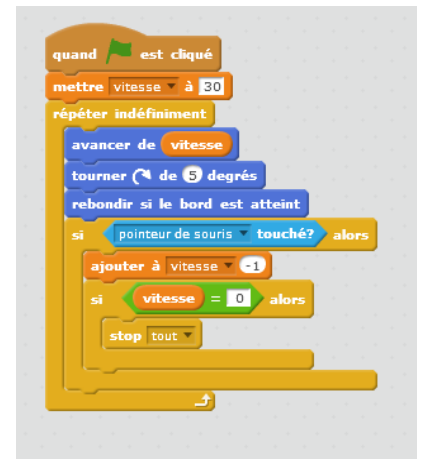 quand est cliqué
mettre vitesse à 30
répéter indéfiniment
avancer de vitesse
tourner de 5 degrés
rebondir si le bord est atteint
si pointeur de souris touché? alors
ajouter à vitesse -1
si vitesse = 0 alors
stop tout